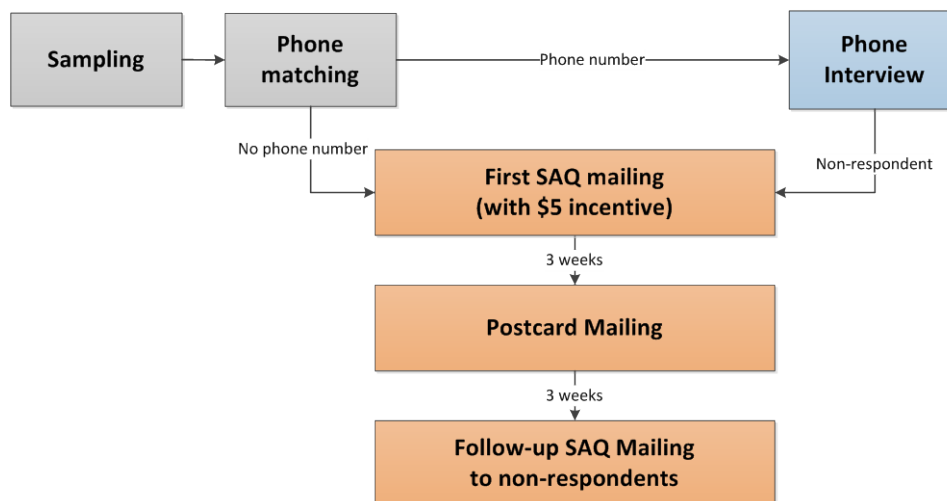 Sampling
Phone
matching
Phone number
Phone
Interview
No phone number
Non-respondent
First SAQ mailing
(with $5 incentive)
3 weeks
Postcard Mailing
3 weeks
Follow-up SAQ Mailing
to non-respondents